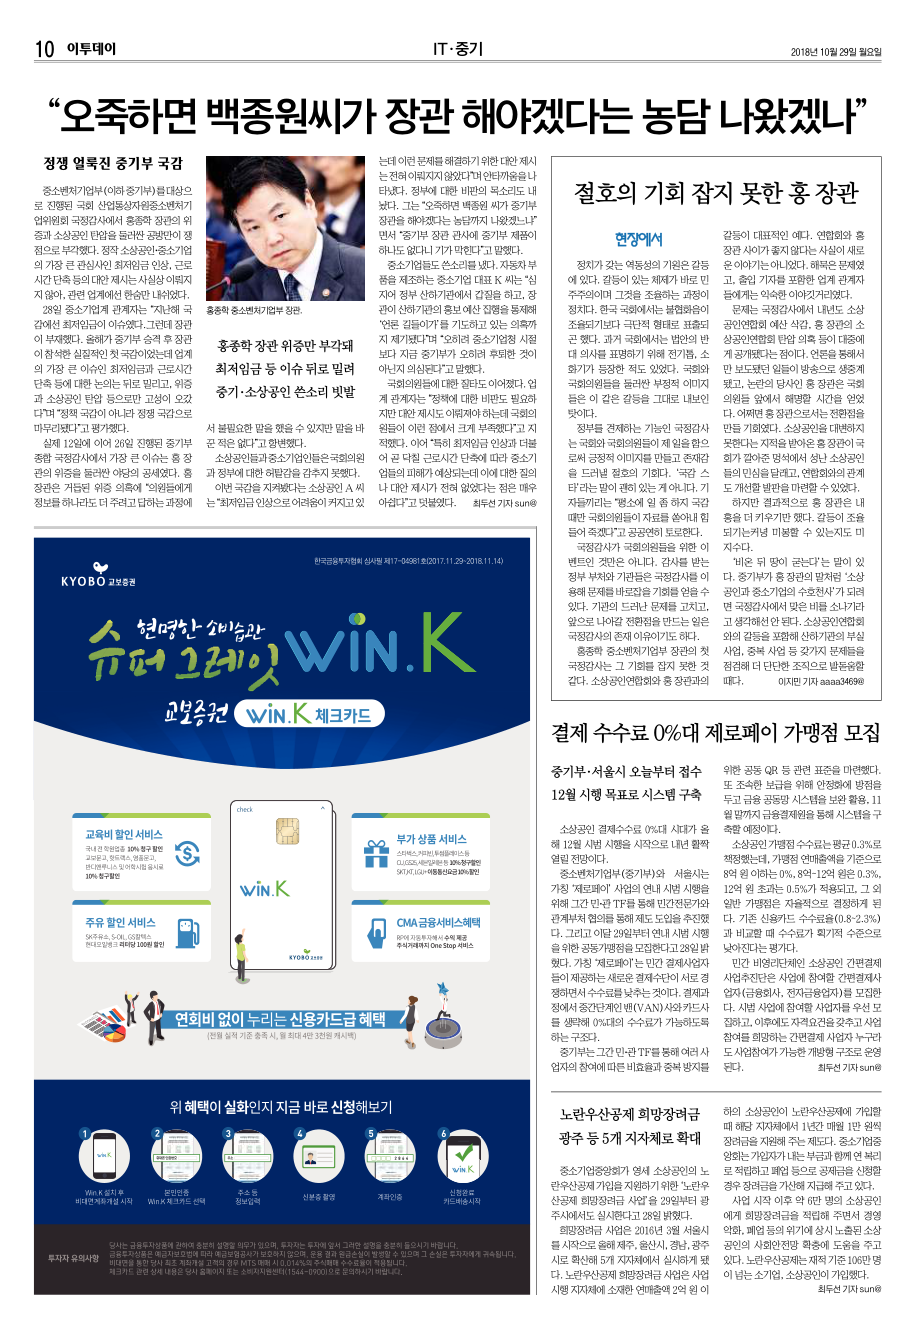 10 이투데이
IT·중기
2018년 10월 29일 월요일
“오죽하면 백종원씨가 장관 해야겠다는 농담 나왔겠나”
정쟁 얼룩진 중기부 국감
중소벤처기업부(이하 중기부)를 대상으
로 진행된 국회 산업통상자원중소벤처기
업위원회 국정감사에서 홍종학 장관의 위
증과 소상공인 탄압을 둘러싼 공방만이 쟁
점으로 부각했다. 정작 소상공인·중소기업
의 가장 큰 관심사인 최저임금 인상, 근로
시간 단축 등의 대안 제시는 사실상 이뤄지
지 않아, 관련 업계에선 한숨만 내쉬었다.
28일 중소기업계 관계자는 “지난해 국
감에선 최저임금이 이슈였다. 그런데 장관
이 부재했다. 올해가 중기부 승격 후 장관
이 참석한 실질적인 첫 국감이었는데 업계
의 가장 큰 이슈인 최저임금과 근로시간
단축 등에 대한 논의는 뒤로 밀리고, 위증
과 소상공인 탄압 등으로만 고성이 오갔
다”며 “정책 국감이 아니라 정쟁 국감으로
마무리됐다”고 평가했다.
실제 12일에 이어 26일 진행된 중기부
종합 국정감사에서 가장 큰 이슈는 홍 장
관의 위증을 둘러싼 야당의 공세였다. 홍
장관은 거듭된 위증 의혹에 “의원들에게
정보를 하나라도 더 주려고 답하는 과정에
홍종학 중소벤처기업부 장관.
홍종학 장관 위증만 부각돼
최저임금 등 이슈 뒤로 밀려
중기·소상공인 쓴소리 빗발
서 불필요한 말을 했을 수 있지만 말을 바
꾼 적은 없다”고 항변했다.
소상공인들과 중소기업인들은 국회의원
과 정부에 대한 허탈감을 감추지 못했다.
이번 국감을 지켜봤다는 소상공인 A 씨
는 “최저임금 인상으로 어려움이 커지고 있
는데 이런 문제를 해결하기 위한 대안 제시
는 전혀 이뤄지지 않았다”며 안타까움을 나
타냈다. 정부에 대한 비판의 목소리도 내
놨다. 그는 “오죽하면 백종원 씨가 중기부
장관을 해야겠다는 농담까지 나왔겠느냐”
면서 “중기부 장관 관사에 중기부 제품이
하나도 없다니 기가 막힌다”고 말했다.
중소기업들도 쓴소리를 냈다. 자동차 부
품을 제조하는 중소기업 대표 K 씨는 “심
지어 정부 산하기관에서 갑질을 하고, 장
관이 산하기관의 홍보 예산 집행을 통제해
‘언론 길들이기’를 기도하고 있는 의혹까
지 제기됐다”며 “오히려 중소기업청 시절
보다 지금 중기부가 오히려 후퇴한 것이
아닌지 의심된다”고 말했다.
국회의원들에 대한 질타도 이어졌다. 업
계 관계자는 “정책에 대한 비판도 필요하
지만 대안 제시도 이뤄져야 하는데 국회의
원들이 이런 점에서 크게 부족했다”고 지
적했다. 이어 “특히 최저임금 인상과 더불
어 곧 다칠 근로시간 단축에 따라 중소기
업들의 피해가 예상되는데 이에 대한 질의
나 대안 제시가 전혀 없었다는 점은 매우
아쉽다”고 덧붙였다. 최두선 기자 sun@
절호의 기회 잡지 못한 홍 장관
현장에서
정치가 갖는 역동성의 기원은 갈등
에 있다. 갈등이 있는 체제가 바로 민
주주의이며 그것을 조율하는 과정이
정치다. 한국 국회에서는 불협화음이
조율되기보다 극단적 형태로 표출되
곤 했다. 과거 국회에서는 법안의 반
대 의사를 표명하기 위해 전기톱, 소
화기가 등장한 적도 있었다. 국회와
국회의원들을 둘러싼 부정적 이미지
들은 이 같은 갈등을 그대로 내보인
탓이다.
정부를 견제하는 기능인 국정감사
는 국회와 국회의원들이 제 일을 함으
로써 긍정적 이미지를 만들고 존재감
을 드러낼 절호의 기회다. ‘국감 스
타’라는 말이 괜히 있는 게 아니다. 기
자들끼리는 “평소에 일 좀 하지 국감
때만 국회의원들이 자료를 쏟아내 힘
들어 죽겠다”고 공공연히 토로한다.
국정감사가 국회의원들을 위한 이
벤트인 것만은 아니다. 감사를 받는
정부 부처와 기관들은 국정감사를 이
용해 문제를 바로잡을 기회를 얻을 수
있다. 기관의 드러난 문제를 고치고,
앞으로 나아갈 전환점을 만드는 일은
국정감사의 존재 이유이기도 하다.
홍종학 중소벤처기업부 장관의 첫
국정감사는 그 기회를 잡지 못한 것
같다. 소상공인연합회와 홍 장관과의
갈등이 대표적인 예다. 연합회와 홍
장관 사이가 좋지 않다는 사실이 새로
운 이야기는 아니었다. 해묵은 문제였
고, 출입 기자를 포함한 업계 관계자
들에게는 익숙한 이야깃거리였다.
문제는 국정감사에서 내년도 소상
공인연합회 예산 삭감, 홍 장관의 소
상공인연합회 탄압 의혹 등이 대중에
게 공개됐다는 점이다. 언론을 통해서
만 보도됐던 일들이 방송으로 생중계
됐고, 논란의 당사인 홍 장관은 국회
의원들 앞에서 해명할 시간을 얻었
다. 어쩌면 홍 장관으로서는 전환점을
만들 기회였다. 소상공인을 대변하지
못한다는 지적을 받아온 홍 장관이 국
회가 깔아준 멍석에서 성난 소상공인
들의 민심을 달래고, 연합회와의 관계
도 개선할 발판을 마련할 수 있었다.
하지만 결과적으로 홍 장관은 내
홍을 더 키우기만 했다. 갈등이 조율
되기는커녕 미봉할 수 있는지도 미
지수다.
‘비온 뒤 땅이 굳는다’는 말이 있
다. 중기부가 홍 장관의 말처럼 ‘소상
공인과 중소기업의 수호천사’가 되려
면 국정감사에서 맞은 비를 소나기라
고 생각해선 안 된다. 소상공인연합회
와의 갈등을 포함해 산하기관의 부실
사업, 중복 사업 등 갖가지 문제들을
점검해 더 단단한 조직으로 발돋움할
때다. 이지민 기자 aaaa3469@
한국금융투자협회 심사필 제17-04981호(2017.11.29~2018.11.14)
KYOBO 교보증권
현명한 소비습관
슈퍼 그레잇 WIN.K
교보증권 WIN.K 체크카드
교육비 할인 서비스
국내 전 학원업종 10% 청구 할인
교보문고, 핫트랙스, 영풍문고,
반디앤루니스 및 어학시험 응시료
10% 청구할인
주유 할인 서비스
SK주유소, S-OIL, GS칼텍스
현대오일뱅크 리터당 100원 할인
check
WIN.K
KYOBO 교보증권
부가 상품 서비스
스타벅스, 커피빈, 투썸플레이스 등
CU, GS25, 세븐일레븐 등 10% 청구할인
SKT, KT, LGU+ 이동통신요금 10% 할인
CMA 금융서비스혜택
RP에 자동투자해서 수익 제공
주식거래까지 One Stop 서비스
연회비 없이 누리는 신용카드급 혜택
(전월 실적 기준 충족 시, 월 최대 4만 3천원 캐시백)
위 혜택이 실화인지 지금 바로 신청해보기
1 2 3 4 5 6
Win.K 설치 후
비대면계좌개설 시작
본인인증
Win.K 체크카드 선택
주소 등
정보입력
신분증 촬영
계좌인증
신청완료
카드배송시작
투자자 유의사항
당사는 금융투자상품에 관하여 충분히 설명할 의무가 있으며, 투자자는 투자에 앞서 그러한 설명을 충분히 들으시기 바랍니다.
금융투자상품은 예금자보호법에 따라 예금보험공사가 보호하지 않으며, 운용 결과 원금손실이 발생할 수 있으며 그 손실은 투자자에게 귀속됩니다.
비대면을 통한 당사 최초 계좌개설 고객의 경우 MTS 매매 시 0.014%의 주식매매 수수료율이 적용됩니다.
체크카드 관련 상세 내용은 당사 홈페이지 또는 소비자지원센터(1544-0900)으로 문의하시기 바랍니다.
결제 수수료 0%대 제로페이 가맹점 모집
중기부·서울시 오늘부터 접수
12월 시행 목표로 시스템 구축
소상공인 결제수수료 0%대 시대가 올
해 12월 시범 시행을 시작으로 내년 활짝
열릴 전망이다.
중소벤처기업부(중기부)와 서울시는
가칭 ‘제로페이’ 사업의 연내 시범 시행을
위해 그간 민·관 TF를 통해 민간전문가와
관계부처 협의를 통해 제도 도입을 추진했
다. 그리고 이달 29일부터 연내 시범 시행
을 위한 공동가맹점을 모집한다고 28일 밝
혔다. 가칭 ‘제로페이’는 민간 결제사업자
들이 제공하는 새로운 결제수단이 서로 경
쟁하면서 수수료를 낮추는 것이다. 결제과
정에서 중간단계인 밴(VAN)사와 카드사
를 생략해 0%대의 수수료가 가능하도록
하는 구조다.
중기부는 그간 민·관 TF를 통해 여러 사
업자의 참여에 따른 비효율과 중복 방지를
위한 공동 QR 등 관련 표준을 마련했다.
또 조속한 보급을 위해 안정화에 방점을
두고 금융 공동망 시스템을 보완 활용, 11
월 말까지 금융결제원을 통해 시스템을 구
축할 예정이다.
소상공인 가맹점 수수료는 평균 0.3%로
책정했는데, 가맹점 연매출액을 기준으로
8억 원 이하는 0%, 8억~12억 원은 0.3%,
12억 원 초과는 0.5%가 적용되고, 그 외
일반 가맹점은 자율적으로 결정하게 된
다. 기존 신용카드 수수료율(0.8~2.3%)
과 비교할 때 수수료가 획기적 수준으로
낮아진다는 평가다.
민간 비영리단체인 소상공인 간편결제
사업추진단은 사업에 참여할 간편결제사
업자(금융회사, 전자금융업자)를 모집한
다. 시범 사업에 참여할 사업자를 우선 모
집하고, 이후에도 자격요건을 갖추고 사업
참여를 희망하는 간편결제 사업자 누구라
도 사업참여가 가능한 개방형 구조로 운영
된다. 최두선 기자 sun@
노란우산공제 희망장려금
광주 등 5개 지자체로 확대
중소기업중앙회가 영세 소상공인의 노
란우산공제 가입을 지원하기 위한 ‘노란우
산공제 희망장려금 사업’을 29일부터 광
주시에서도 실시한다고 28일 밝혔다.
희망장려금 사업은 2016년 3월 서울시
를 시작으로 올해 제주, 울산시, 경남, 광주
시로 확산해 5개 지자체에서 실시하게 됐
다. 노란우산공제 희망장려금 사업은 사업
시행 지자체에 소재한 연매출액 2억 원 이
하의 소상공인이 노란우산공제에 가입할
때 해당 지자체에서 1년간 매월 1만 원씩
장려금을 지원해 주는 제도다. 중소기업중
앙회는 가입자가 내는 부금과 함께 연 복리
로 적립하고 폐업 등으로 공제금을 신청할
경우 장려금을 가산해 지급해 주고 있다.
사업 시작 이후 약 6만 명의 소상공인
에게 희망장려금을 적립해 주면서 경영
악화, 폐업 등의 위기에 상시 노출된 소상
공인의 사회안전망 확충에 도움을 주고
있다. 노란우산공제는 재적 기준 106만 명
이 넘는 소기업, 소상공인이 가입했다.
최두선 기자 sun@